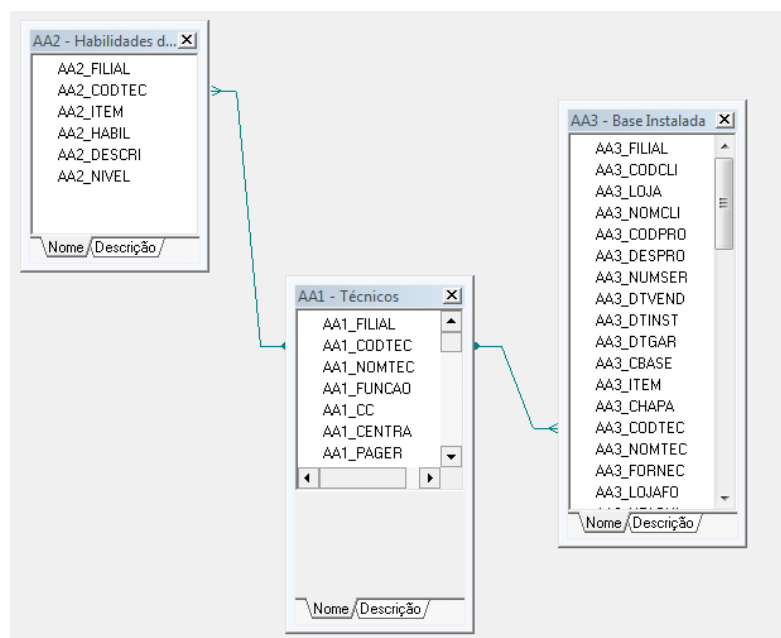 AA2 - Habilidades d...
AA2_FILIAL
AA2_CODTEC
AA2_ITEM
AA2_HABIL
AA2_DESCRI
AA2_NIVEL
Nome Descrição
AA1 - Técnicos
AA1_FILIAL
AA1_CODTEC
AA1_NOMTEC
AA1_FUNCAO
AA1_CC
AA1_CENTRA
AA1_PAGER
Nome Descrição
AA3 - Base Instalada
AA3_FILIAL
AA3_CODCLI
AA3_LOJA
AA3_NOMCLI
AA3_CODPRO
AA3_DESPRO
AA3_NUMSER
AA3_DTVEND
AA3_DTINST
AA3_DTGAR
AA3_CBASE
AA3_ITEM
AA3_CHAPA
AA3_CODTEC
AA3_NOMTEC
AA3_FORNEC
AA3_LOJAFO
Nome Descrição